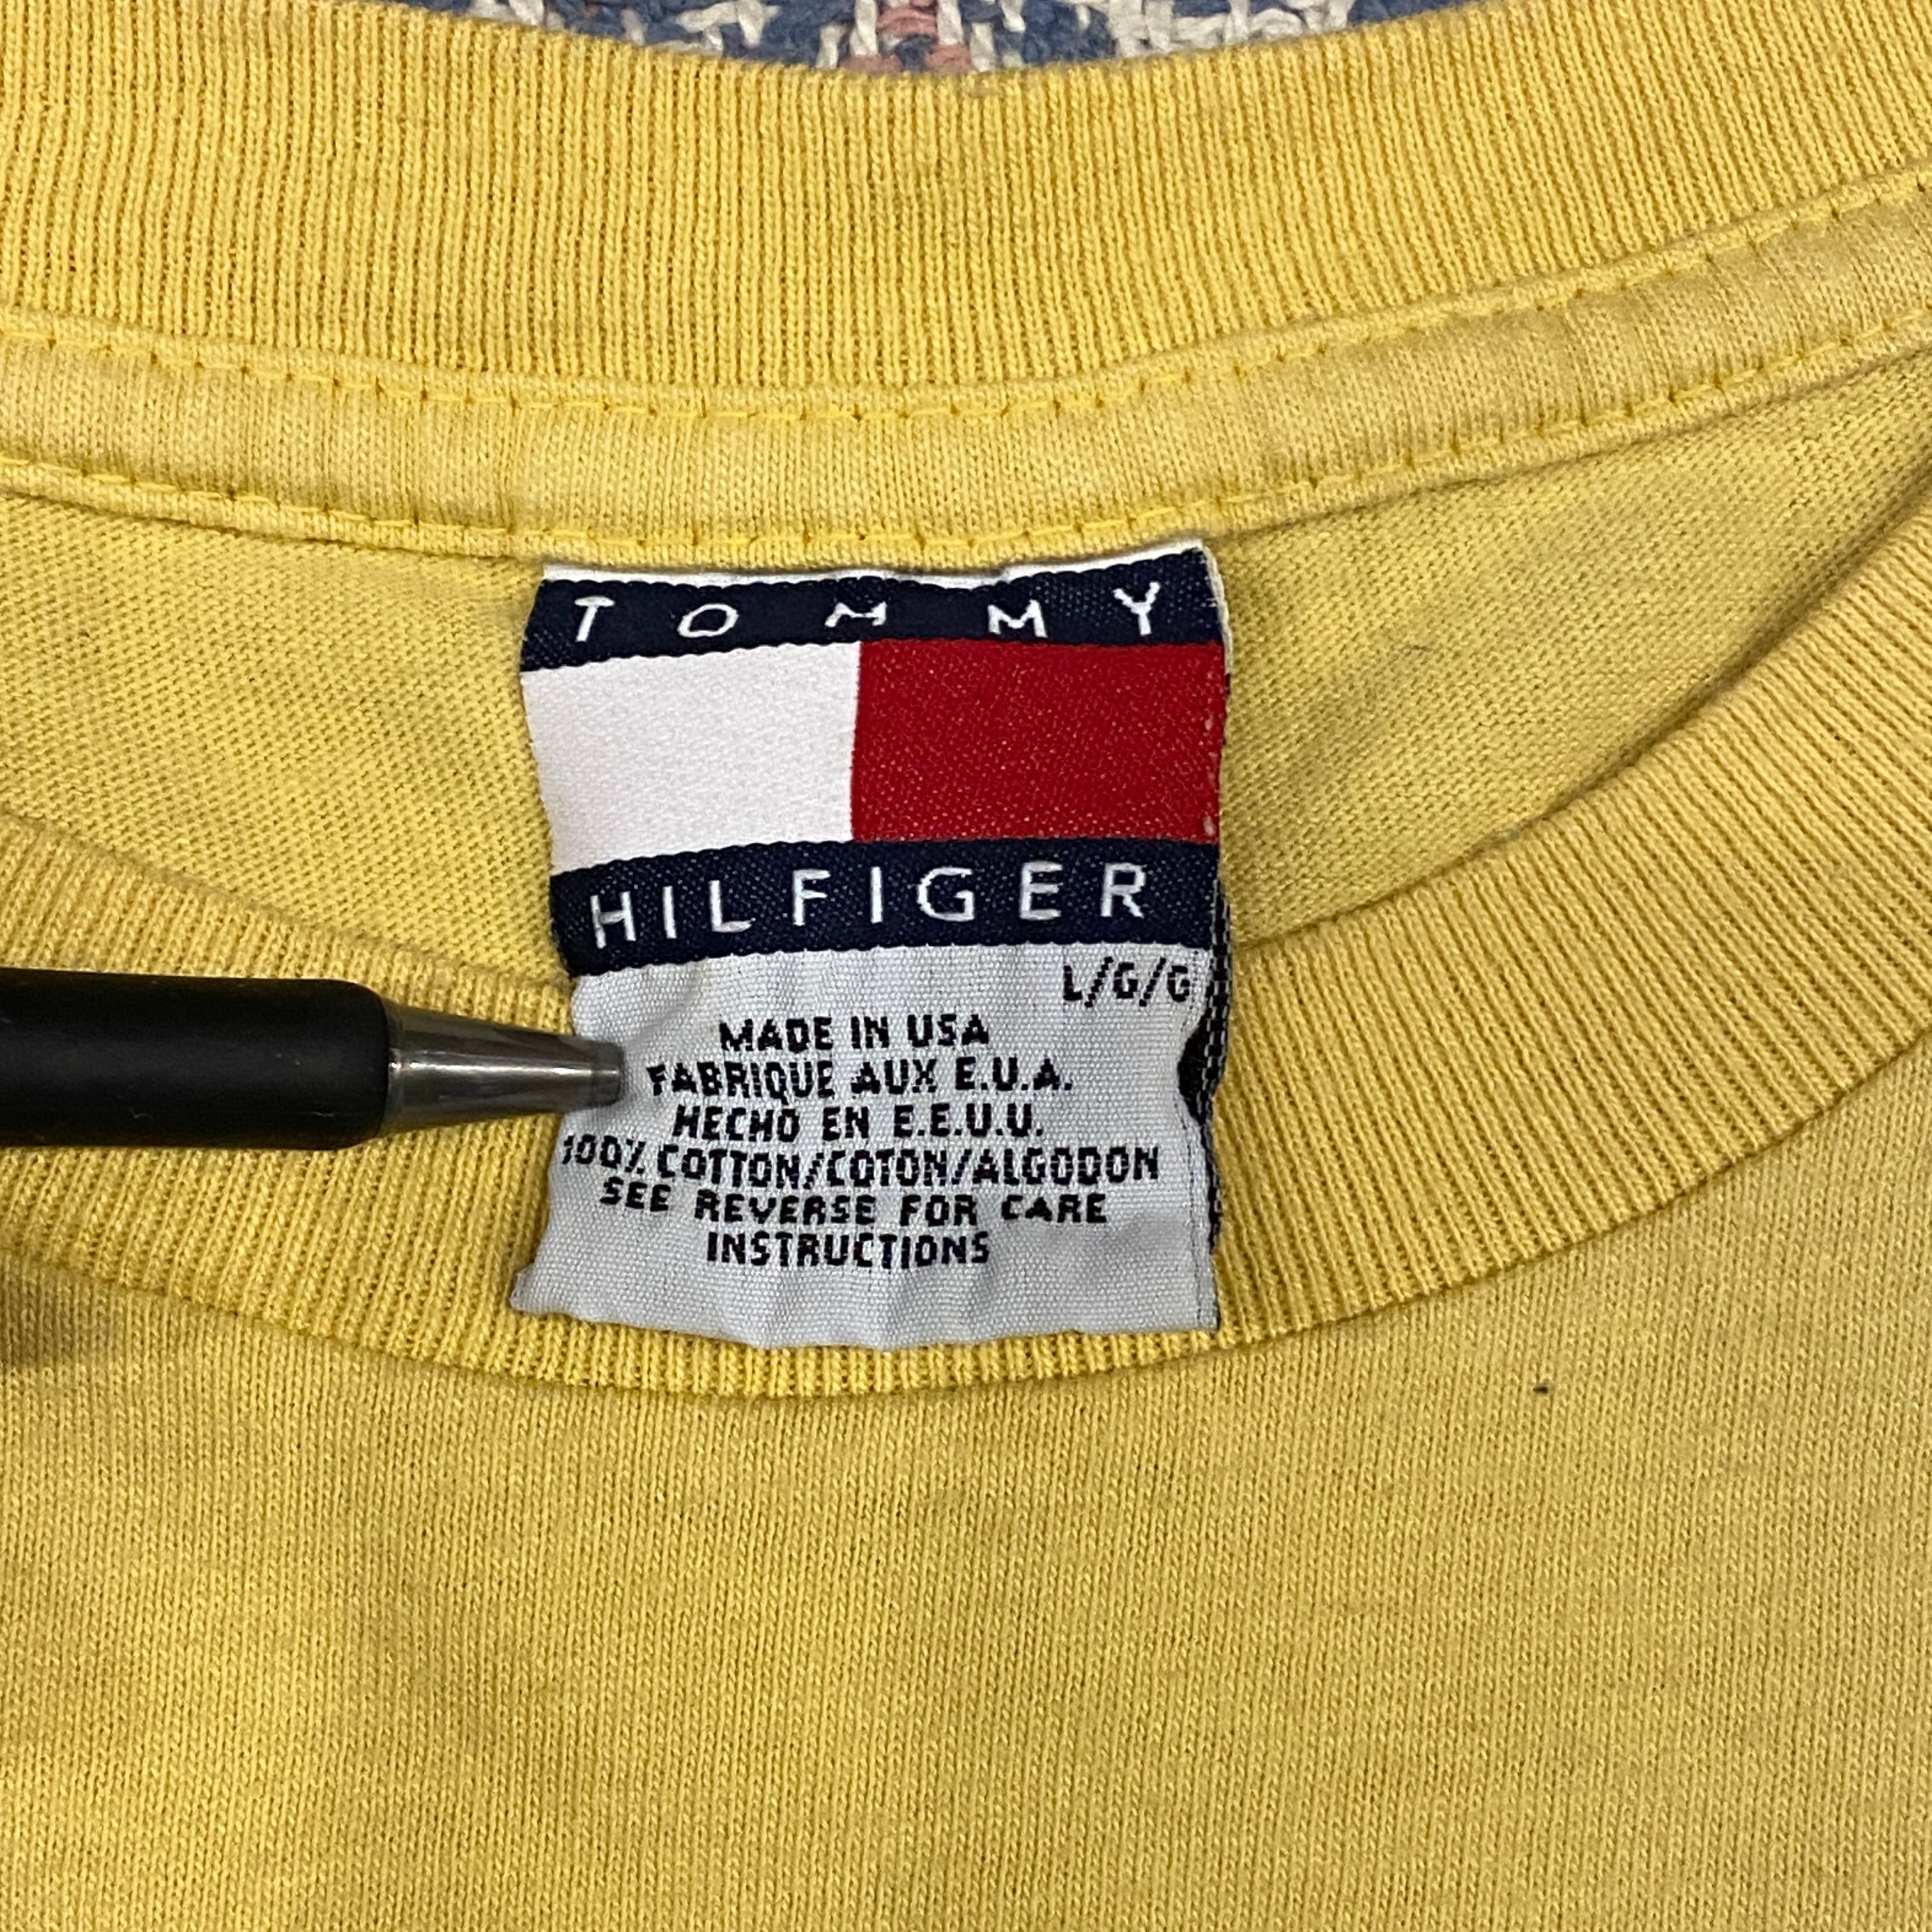 TOMMY
HILFIGER
L/G/G
MADE IN USA
FABRIQUE AUX E.U.A.
HECHO EN E.E.U.U.
100% COTTON/COTON/ALGODON
SEE REVERSE FOR CARE
INSTRUCTIONS